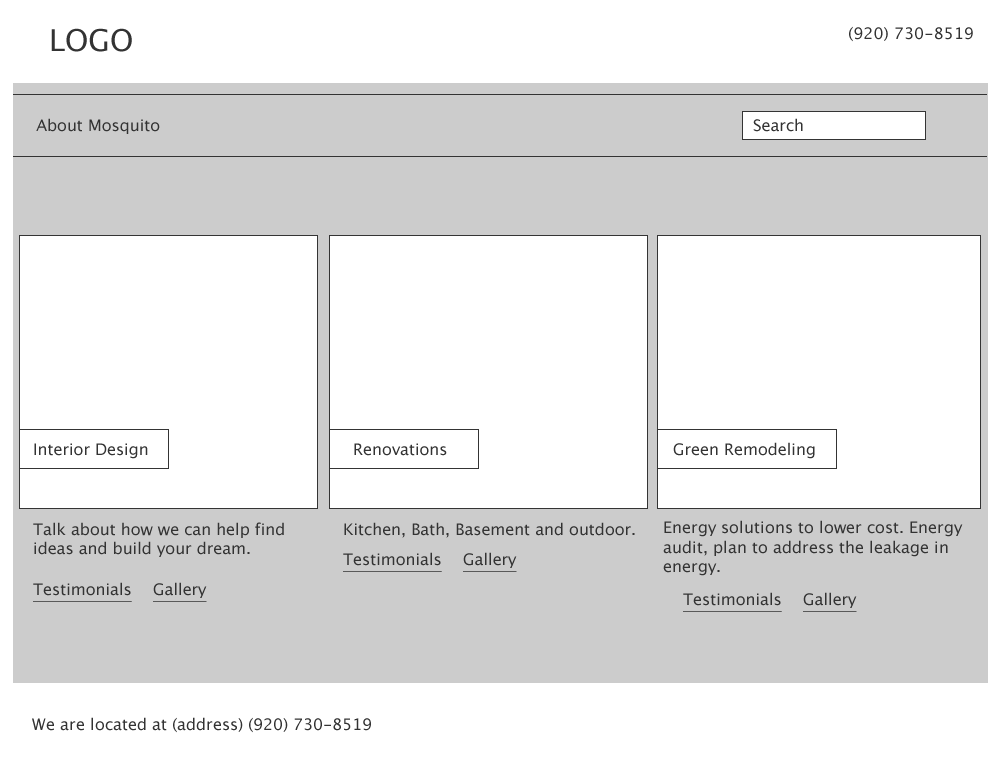 LOGO
(920) 730-8519
About Mosquito
Search
Interior Design
Renovations
Green Remodeling
Talk about how we can help find
ideas and build your dream.
Testimonials Gallery
Kitchen, Bath, Basement and outdoor.
Testimonials Gallery
Energy solutions to lower cost. Energy
audit, plan to address the leakage in
energy.
Testimonials Gallery
We are located at (address) (920) 730-8519